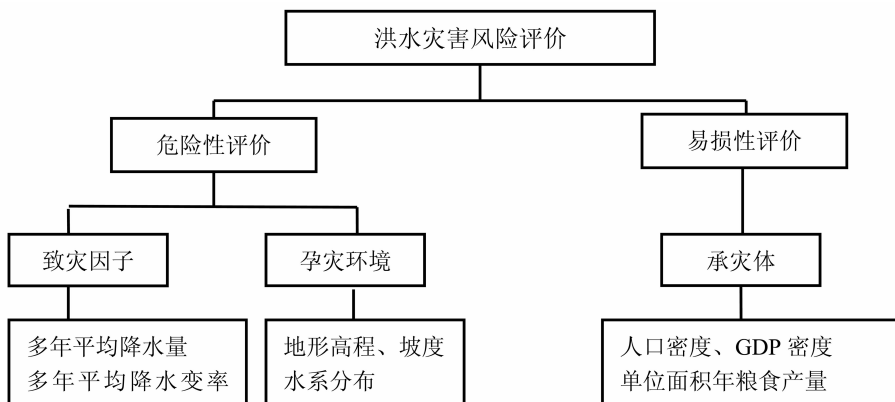 洪水灾害风险评价
危险性评价
易损性评价
致灾因子
孕灾环境
承灾体
多年平均降水量
多年平均降水变率
地形高程、坡度
水系分布
人口密度、GDP 密度
单位面积年粮食产量